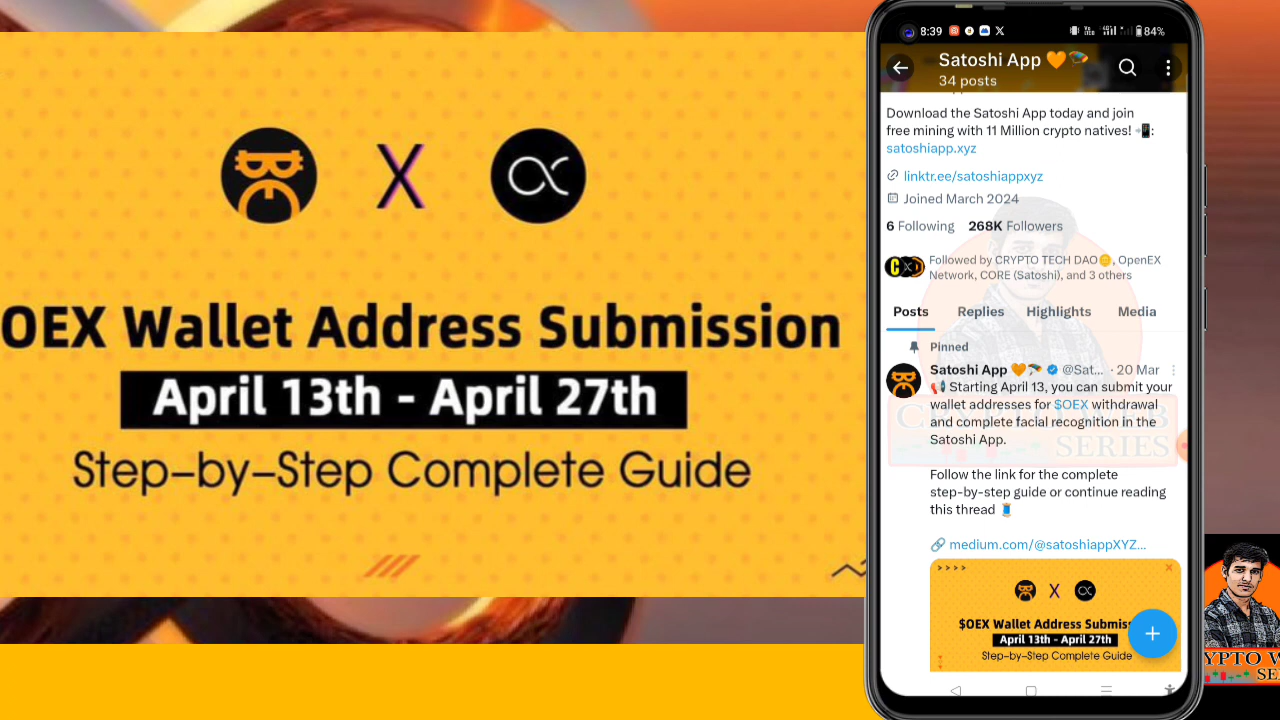 X
OEX Wallet Address Submission
April 13th - April 27th
Step-by-Step Complete Guide
8:39
84%
Satoshi App 🧡🪂
34 posts
Download the Satoshi App today and join
free mining with 11 Million crypto natives! 📲:
satoshiapp.xyz
linktr.ee/satoshiappxyz
Joined March 2024
6 Following 268K Followers
Followed by CRYPTO TECH DAO🪙, OpenEX
Network, CORE (Satoshi), and 3 others
Posts Replies Highlights Media
Pinned
Satoshi App 🧡🪂 @Sat... · 20 Mar
📢 Starting April 13, you can submit your
wallet addresses for $OEX withdrawal
and complete facial recognition in the
Satoshi App.
Follow the link for the complete
step-by-step guide or continue reading
this thread 🧵
🔗 medium.com/@satoshiappXYZ...
X
$OEX Wallet Address Submiss
April 13th - April 27th
Step-by-Step Complete Guide
SERIES
YPTO W
SE